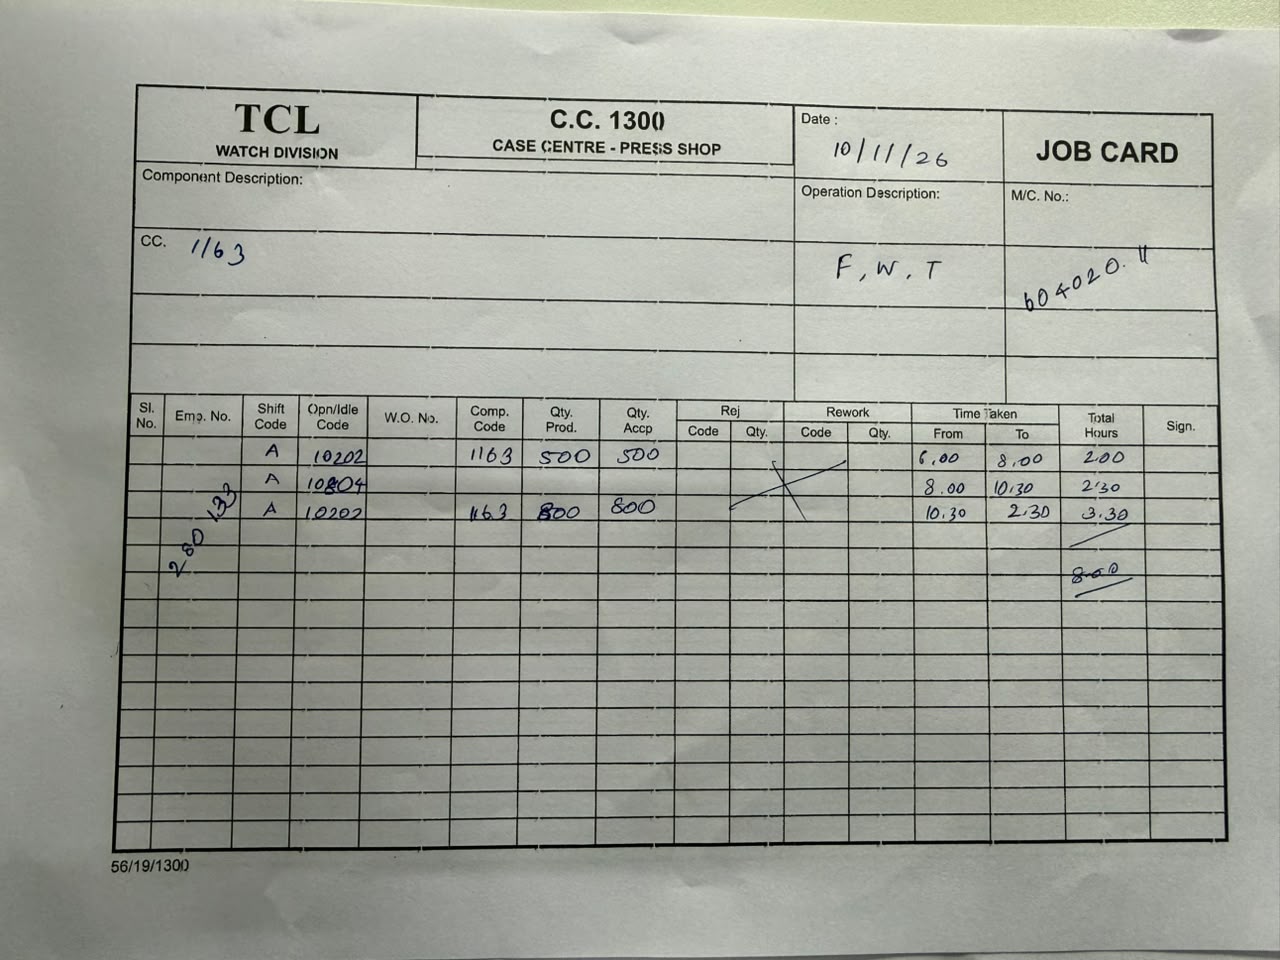 TCL
WATCH DIVISION
C.C. 1300
CASE CENTRE - PRESS SHOP
Date :
10/11/26
JOB CARD
Component Description:
Operation Description:
M/C. No.:
CC. 1163
F, W, T
604020.11
Sl. No. Emp. No. Shift Code Opn/Idle Code W.O. No. Comp. Code Qty. Prod. Qty. Accp Rej Code Qty. Rework Code Qty. Time Taken From To Total Hours Sign.
A 10202 1163 500 500 6.00 8.00 2.00
A 10804 8.00 10.30 2.30
A 10202 1163 800 800 10.30 2.30 3.30
280 133
8.00
56/19/1300